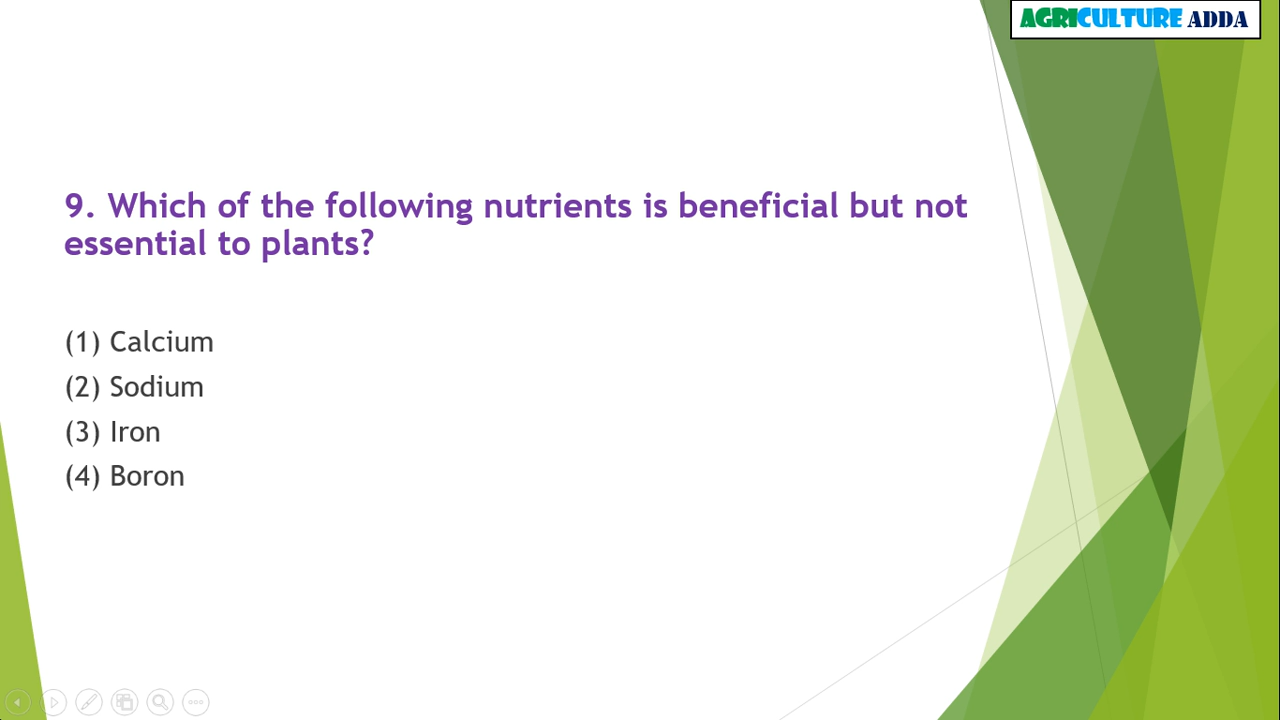 AGRICULTURE ADDA
9. Which of the following nutrients is beneficial but not
essential to plants?
(1) Calcium
(2) Sodium
(3) Iron
(4) Boron